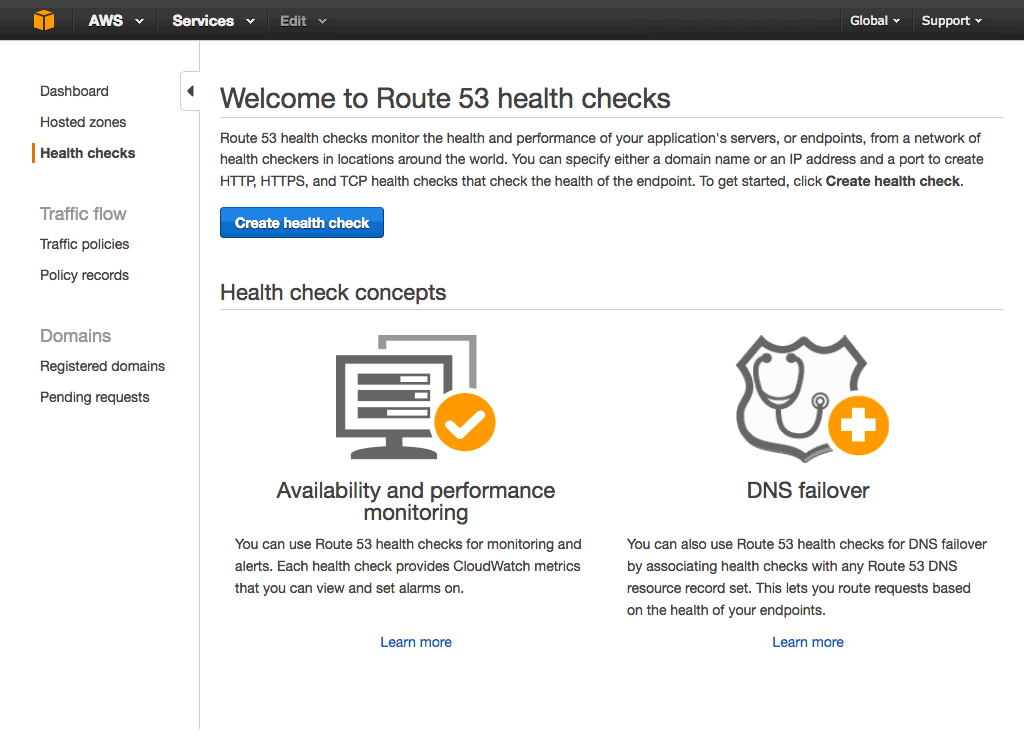 AWS Services Edit Global Support
Dashboard
Hosted zones
Health checks
Traffic flow
Traffic policies
Policy records
Domains
Registered domains
Pending requests
Welcome to Route 53 health checks
Route 53 health checks monitor the health and performance of your application's servers, or endpoints, from a network of
health checkers in locations around the world. You can specify either a domain name or an IP address and a port to create
HTTP, HTTPS, and TCP health checks that check the health of the endpoint. To get started, click Create health check.
Create health check
Health check concepts
Availability and performance
monitoring
You can use Route 53 health checks for monitoring and
alerts. Each health check provides CloudWatch metrics
that you can view and set alarms on.
Learn more
DNS failover
You can also use Route 53 health checks for DNS failover
by associating health checks with any Route 53 DNS
resource record set. This lets you route requests based
on the health of your endpoints.
Learn more